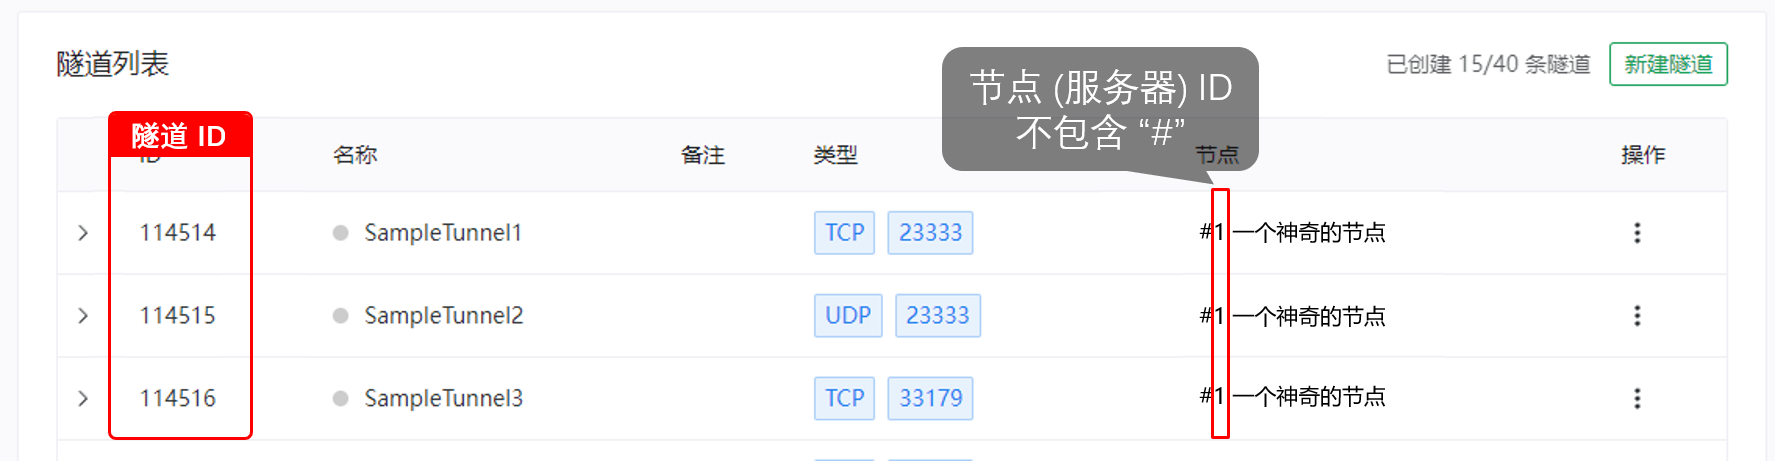 隧道列表
节点 (服务器) ID
不包含 “#”
已创建 15/40 条隧道
新建隧道
隧道 ID
ID 名称 备注 类型 节点 操作
114514 SampleTunnel1 TCP 23333 #1 一个神奇的节点
114515 SampleTunnel2 UDP 23333 #1 一个神奇的节点
114516 SampleTunnel3 TCP 33179 #1 一个神奇的节点